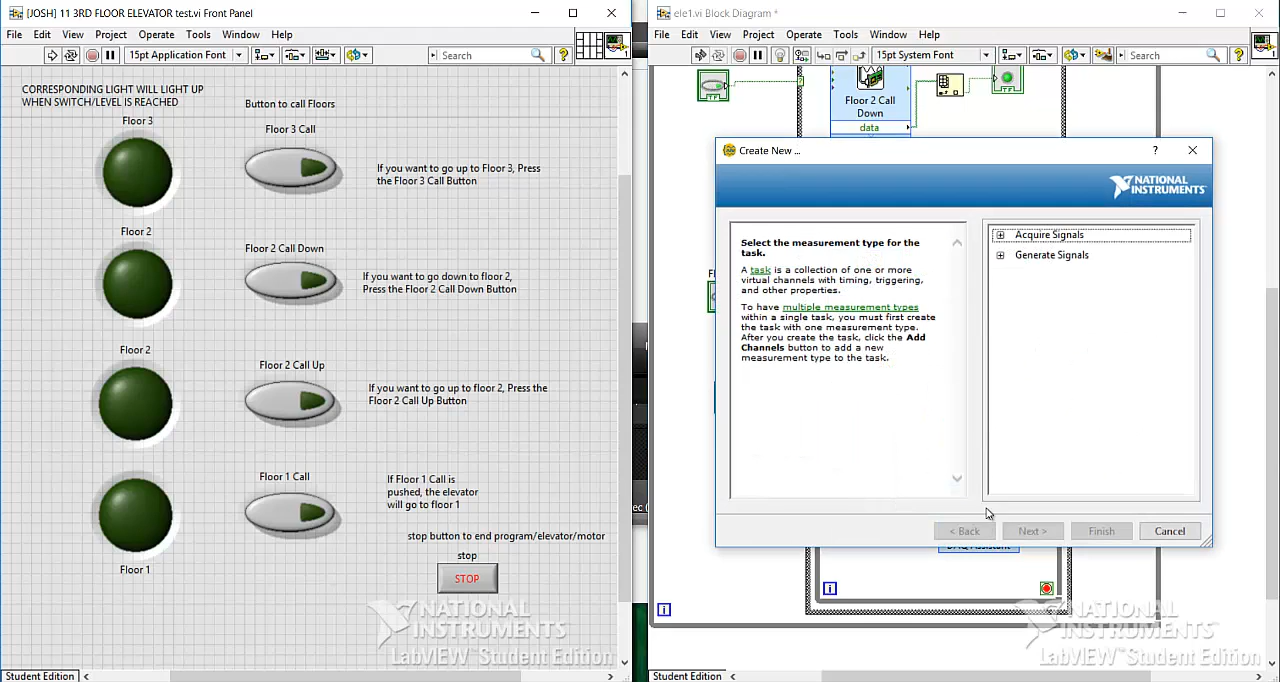 [JOSH] 11 3RD FLOOR ELEVATOR test.vi Front Panel
File Edit View Project Operate Tools Window Help
15pt Application Font
Search
CORRESPONDING LIGHT WILL LIGHT UP
WHEN SWITCH/LEVEL IS REACHED
Button to call Floors
Floor 3
Floor 3 Call
If you want to go up to Floor 3, Press
the Floor 3 Call Button
Floor 2
Floor 2 Call Down
If you want to go down to floor 2,
Press the Floor 2 Call Down Button
Floor 2
Floor 2 Call Up
If you want to go up to floor 2, Press the
Floor 2 Call Up Button
Floor 1 Call
If Floor 1 Call is
pushed, the elevator
will go to floor 1
stop button to end program/elevator/motor
stop
STOP
Floor 1
NATIONAL
INSTRUMENTS
LabVIEW Student Edition
Student Edition
ele1.vi Block Diagram *
File Edit View Project Operate Tools Window Help
15pt System Font
Search
TF
TF
Floor 2 Call
Down
data
Create New ...
NATIONAL
INSTRUMENTS
Select the measurement type for the
task.
A task is a collection of one or more
virtual channels with timing, triggering,
and other properties.
To have multiple measurement types
within a single task, you must first create
the task with one measurement type.
After you create the task, click the Add
Channels button to add a new
measurement type to the task.
Acquire Signals
Generate Signals
< Back
Next >
Finish
Cancel
i
i
NATIONAL
INSTRUMENTS
LabVIEW Student Edition
Student Edition